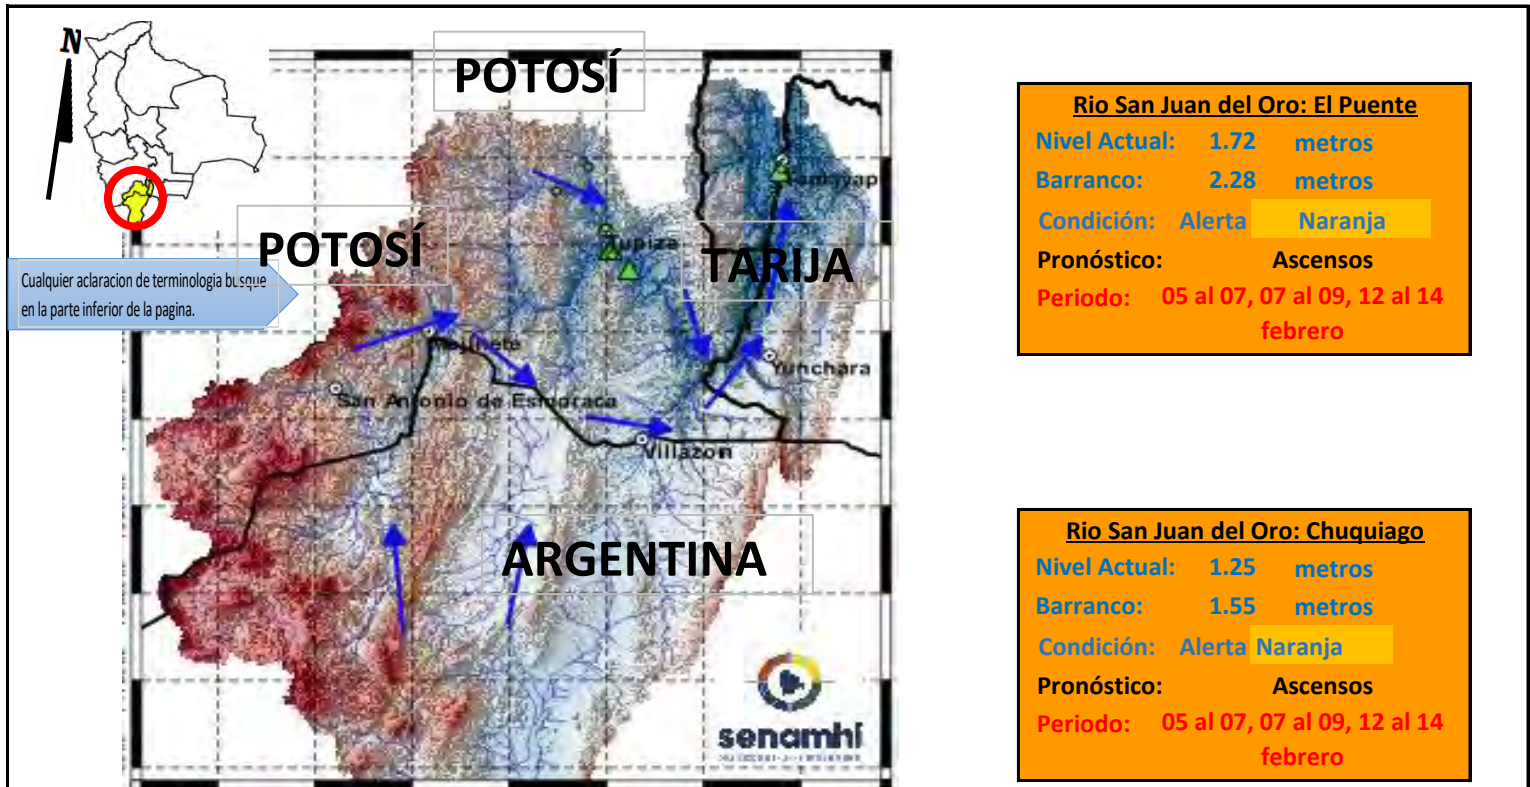 N
POTOSÍ
POTOSÍ
TARIJA
ARGENTINA
Cualquier aclaracion de terminologia busque
en la parte inferior de la pagina.
Tupiza
Yunchara
San Antonio de Esmoraca
Villazon
senamhi
Rio San Juan del Oro: El Puente
Nivel Actual: 1.72 metros
Barranco: 2.28 metros
Condición: Alerta Naranja
Pronóstico: Ascensos
Periodo: 05 al 07, 07 al 09, 12 al 14
febrero
Rio San Juan del Oro: Chuquiago
Nivel Actual: 1.25 metros
Barranco: 1.55 metros
Condición: Alerta Naranja
Pronóstico: Ascensos
Periodo: 05 al 07, 07 al 09, 12 al 14
febrero